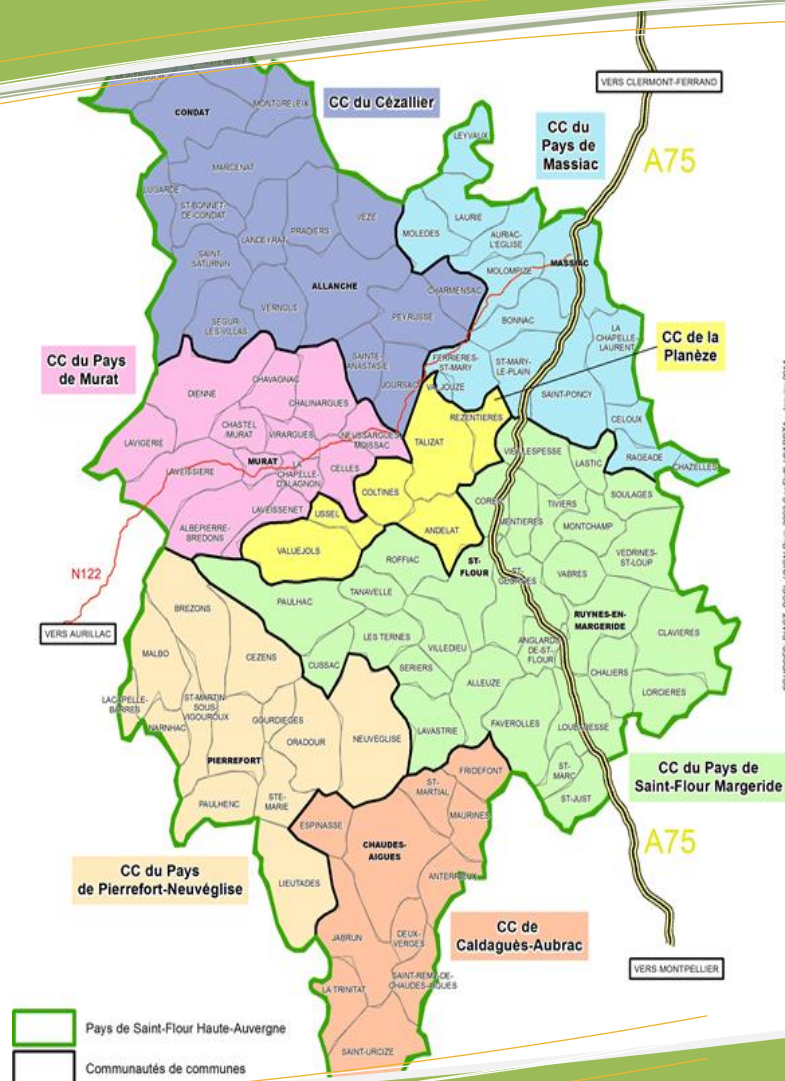 MONTGRELEIX
CONDAT
CC du Cézallier
VERS CLERMONT-FERRAND
A75
LEYVAUX
CC du
Pays de
Massiac
MARCENAT
LUGARDE
ST-BONNET-
DE-CONDAT
VEZE
PRADIERS
LANDEYRAT
SAINT-
SATURNIN
ALLANCHE
VERNOLS
SEGUR-
LES-VILLAS
PEYRUSSE
CHARMENSAC
SAINTE-
ANASTASIE
JOURSAC
MOLEDES
LAURIE
AURIAC-
L'EGLISE
MOLOMPIZE
MASSIAC
BONNAC
LA
CHAPELLE-
LAURENT
FERRIERES-
ST-MARY
ST-MARY-
LE-PLAIN
VALJOUZE
SAINT-PONCY
CELOUX
RAGEADE
CHAZELLES
CC de la
Planèze
REZENTIERES
TALIZAT
COLTINES
USSEL
ANDELAT
VALUEJOLS
CC du Pays
de Murat
DIENNE
CHAVAGNAC
CHALINARGUES
CHASTEL
/MURAT
VIRARGUES
NEUSSARGUES-
MOISSAC
LAVIGERIE
MURAT
LAVEISSIERE
LA
CHAPELLE-
D'ALAGNON
CELLES
LAVEISSENET
ALBEPIERRE-
BREDONS
N122
VERS AURILLAC
VIEILLESPESSE
LASTIC
SOULAGES
COREN
MENTIERES
TIVIERS
MONTCHAMP
VEDRINES-
ST-LOUP
ROFFIAC
ST-
FLOUR
ST-
GEORGES
VABRES
PAULHAC
TANAVELLE
RUYNES-EN-
MARGERIDE
CLAVIERES
LES TERNES
VILLEDIEU
ANGLARDS-
DE-ST-
FLOUR
CUSSAC
SERIERS
CHALIERS
ALLEUZE
LORCIERES
LAVASTRIE
FAVEROLLES
LOUBARESSE
ST-
MARC
ST-JUST
CC du Pays de
Saint-Flour Margeride
BREZONS
MALBO
CEZENS
LACAPELLE-
BARRES
ST-MARTIN
SOUS-
VIGOUROUX
NARNHAC
GOURDIEGES
ORADOUR
NEUVEGLISE
PIERREFORT
PAULHENC
STE-
MARIE
LIEUTADES
CC du Pays
de Pierrefort-Neuvéglise
FRIDEFONT
ST-
MARTIAL
MAURINES
ESPINASSE
CHAUDES-
AIGUES
ANTERRIEUX
DEUX-
VERGES
JABRUN
LA TRINITAT
SAINT-REMY-DE-
CHAUDES-AIGUES
SAINT-URCIZE
CC de
Caldaguès-Aubrac
A75
VERS MONTPELLIER
Pays de Saint-Flour Haute-Auvergne
Communautés de communes